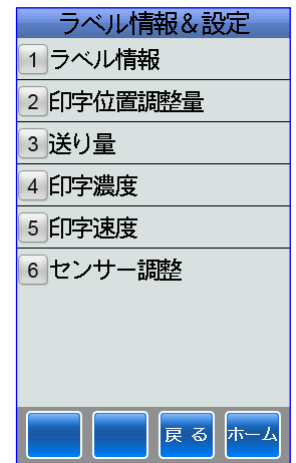 ラベル情報＆設定
1 ラベル情報
2 印字位置調整量
3 送り量
4 印字濃度
5 印字速度
6 センサー調整
戻る ホーム